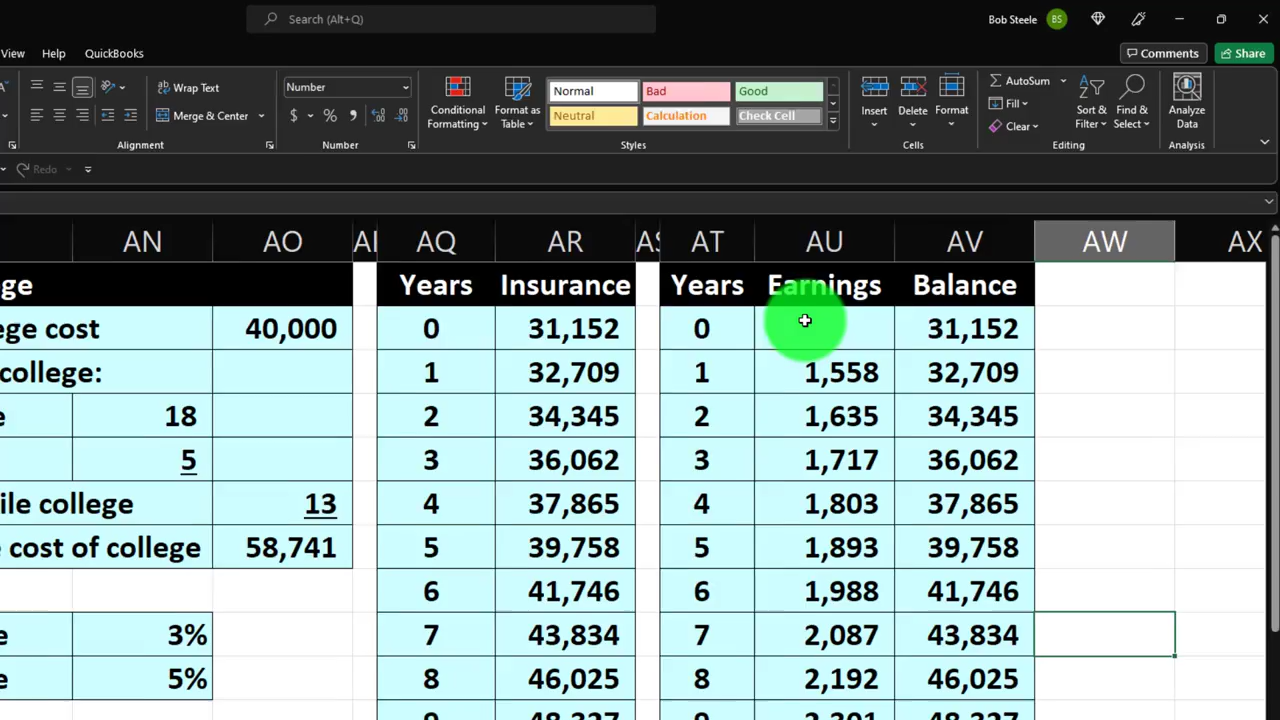 Search (Alt+Q)
Bob Steele
BS
View Help QuickBooks
Comments
Share
Wrap Text
Merge & Center
Alignment
Number
$ % ,
Number
Conditional Formatting
Format as Table
Normal Bad Good
Neutral Calculation Check Cell
Styles
Insert Delete Format
Cells
AutoSum
Fill
Clear
Sort & Filter
Find & Select
Editing
Analyze Data
Analysis
Redo
AN AO AQ AR AT AU AV AW AX
ge Years Insurance Years Earnings Balance
ege cost 40,000 0 31,152 0 31,152
college: 1 32,709 1 1,558 32,709
e 18 2 34,345 2 1,635 34,345
5 3 36,062 3 1,717 36,062
ile college 13 4 37,865 4 1,803 37,865
e cost of college 58,741 5 39,758 5 1,893 39,758
6 41,746 6 1,988 41,746
e 3% 7 43,834 7 2,087 43,834
e 5% 8 46,025 8 2,192 46,025
9 48,327 9 2,301 48,327